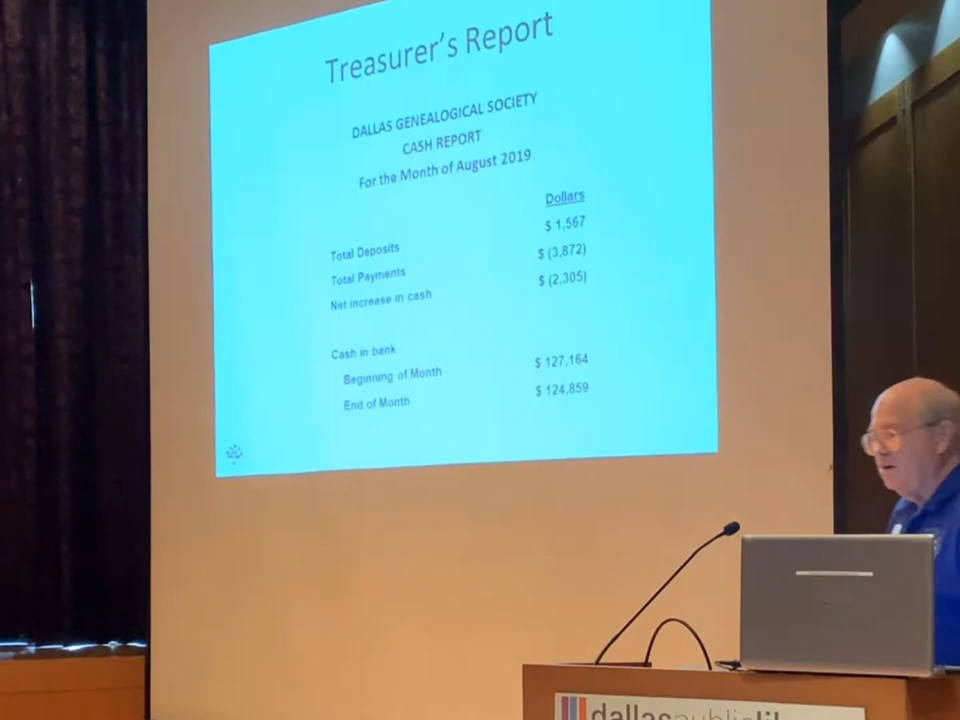 Treasurer's Report
DALLAS GENEALOGICAL SOCIETY
CASH REPORT
For the Month of August 2019
Dollars
Total Deposits $ 1,567
Total Payments $ (3,872)
Net increase in cash $ (2,305)
Cash in bank
Beginning of Month $ 127,164
End of Month $ 124,859
dallaspubliclib